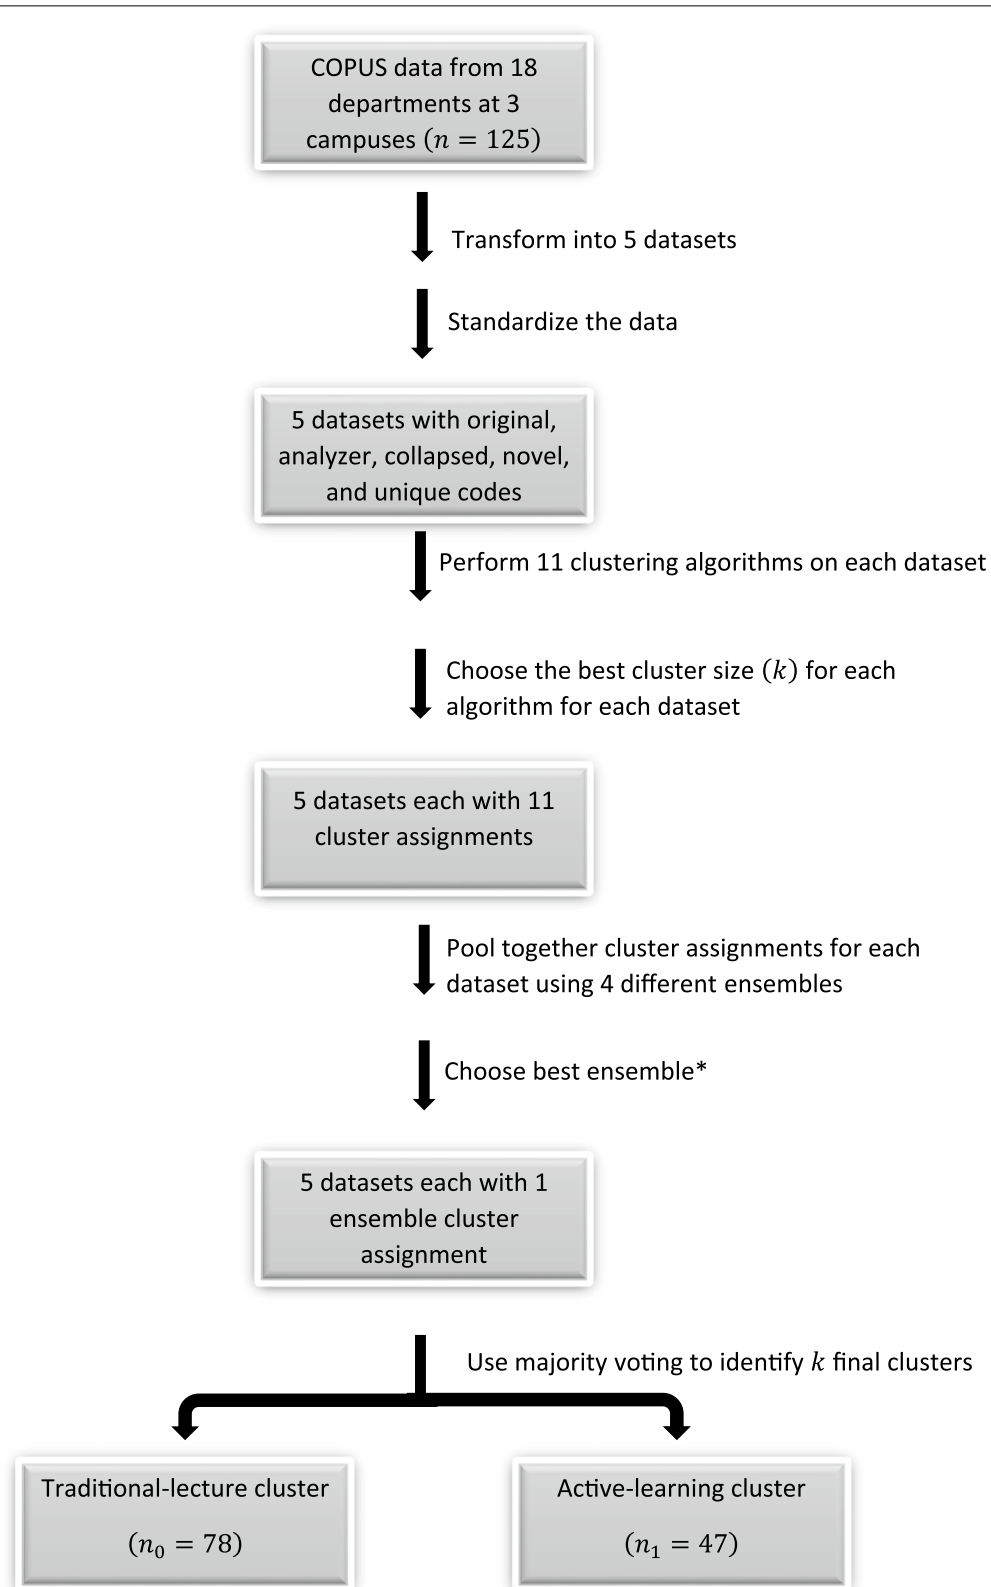 COPUS data from 18
departments at 3
campuses (n = 125)
Transform into 5 datasets
Standardize the data
5 datasets with original,
analyzer, collapsed, novel,
and unique codes
Perform 11 clustering algorithms on each dataset
Choose the best cluster size (k) for each
algorithm for each dataset
5 datasets each with 11
cluster assignments
Pool together cluster assignments for each
dataset using 4 different ensembles
Choose best ensemble*
5 datasets each with 1
ensemble cluster
assignment
Use majority voting to identify k final clusters
Traditional-lecture cluster
(n₀ = 78)
Active-learning cluster
(n₁ = 47)